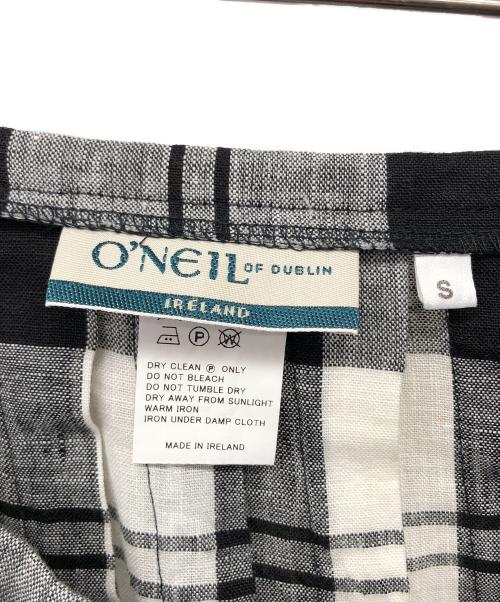 O'NEIL OF DUBLIN
IRELAND
S
P W
DRY CLEAN P ONLY
DO NOT BLEACH
DO NOT TUMBLE DRY
DRY AWAY FROM SUNLIGHT
WARM IRON
IRON UNDER DAMP CLOTH
MADE IN IRELAND